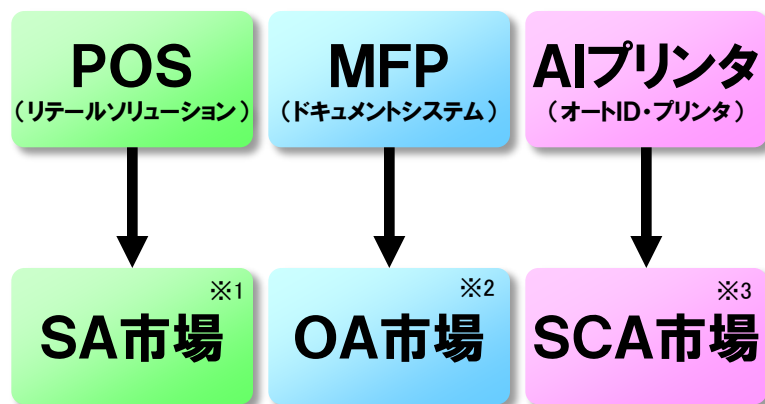 POS
（リテールソリューション）
MFP
（ドキュメントシステム）
AIプリンタ
（オートID・プリンタ）
※1
SA市場
※2
OA市場
※3
SCA市場